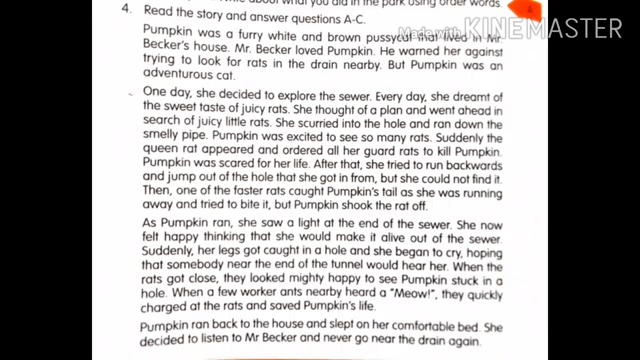 what you did in the park using order words.
4. Read the story and answer questions A-C.
Made with KINEMASTER
Pumpkin was a furry white and brown pussycat that lived in Mr
Becker's house. Mr. Becker loved Pumpkin. He warned her against
trying to look for rats in the drain nearby. But Pumpkin was an
adventurous cat.
One day, she decided to explore the sewer. Every day, she dreamt of
the sweet taste of juicy rats. She thought of a plan and went ahead in
search of juicy little rats. She scurried into the hole and ran down the
smelly pipe. Pumpkin was excited to see so many rats. Suddenly the
queen rat appeared and ordered all her guard rats to kill Pumpkin.
Pumpkin was scared for her life. After that, she tried to run backwards
and jump out of the hole that she got in from, but she could not find it.
Then, one of the faster rats caught Pumpkin's tail as she was running
away and tried to bite it, but Pumpkin shook the rat off.
As Pumpkin ran, she saw a light at the end of the sewer. She now
felt happy thinking that she would make it alive out of the sewer.
Suddenly, her legs got caught in a hole and she began to cry, hoping
that somebody near the end of the tunnel would hear her. When the
rats got close, they looked mighty happy to see Pumpkin stuck in a
hole. When a few worker ants nearby heard a "Meow!", they quickly
charged at the rats and saved Pumpkin's life.
Pumpkin ran back to the house and slept on her comfortable bed. She
decided to listen to Mr Becker and never go near the drain again.